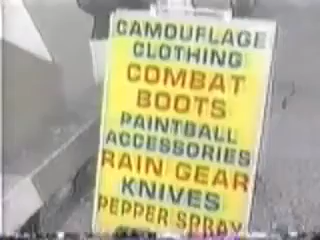 CAMOUFLAGE
CLOTHING
COMBAT
BOOTS
PAINTBALL
ACCESSORIES
RAIN GEAR
KNIVES
PEPPER SPRAY